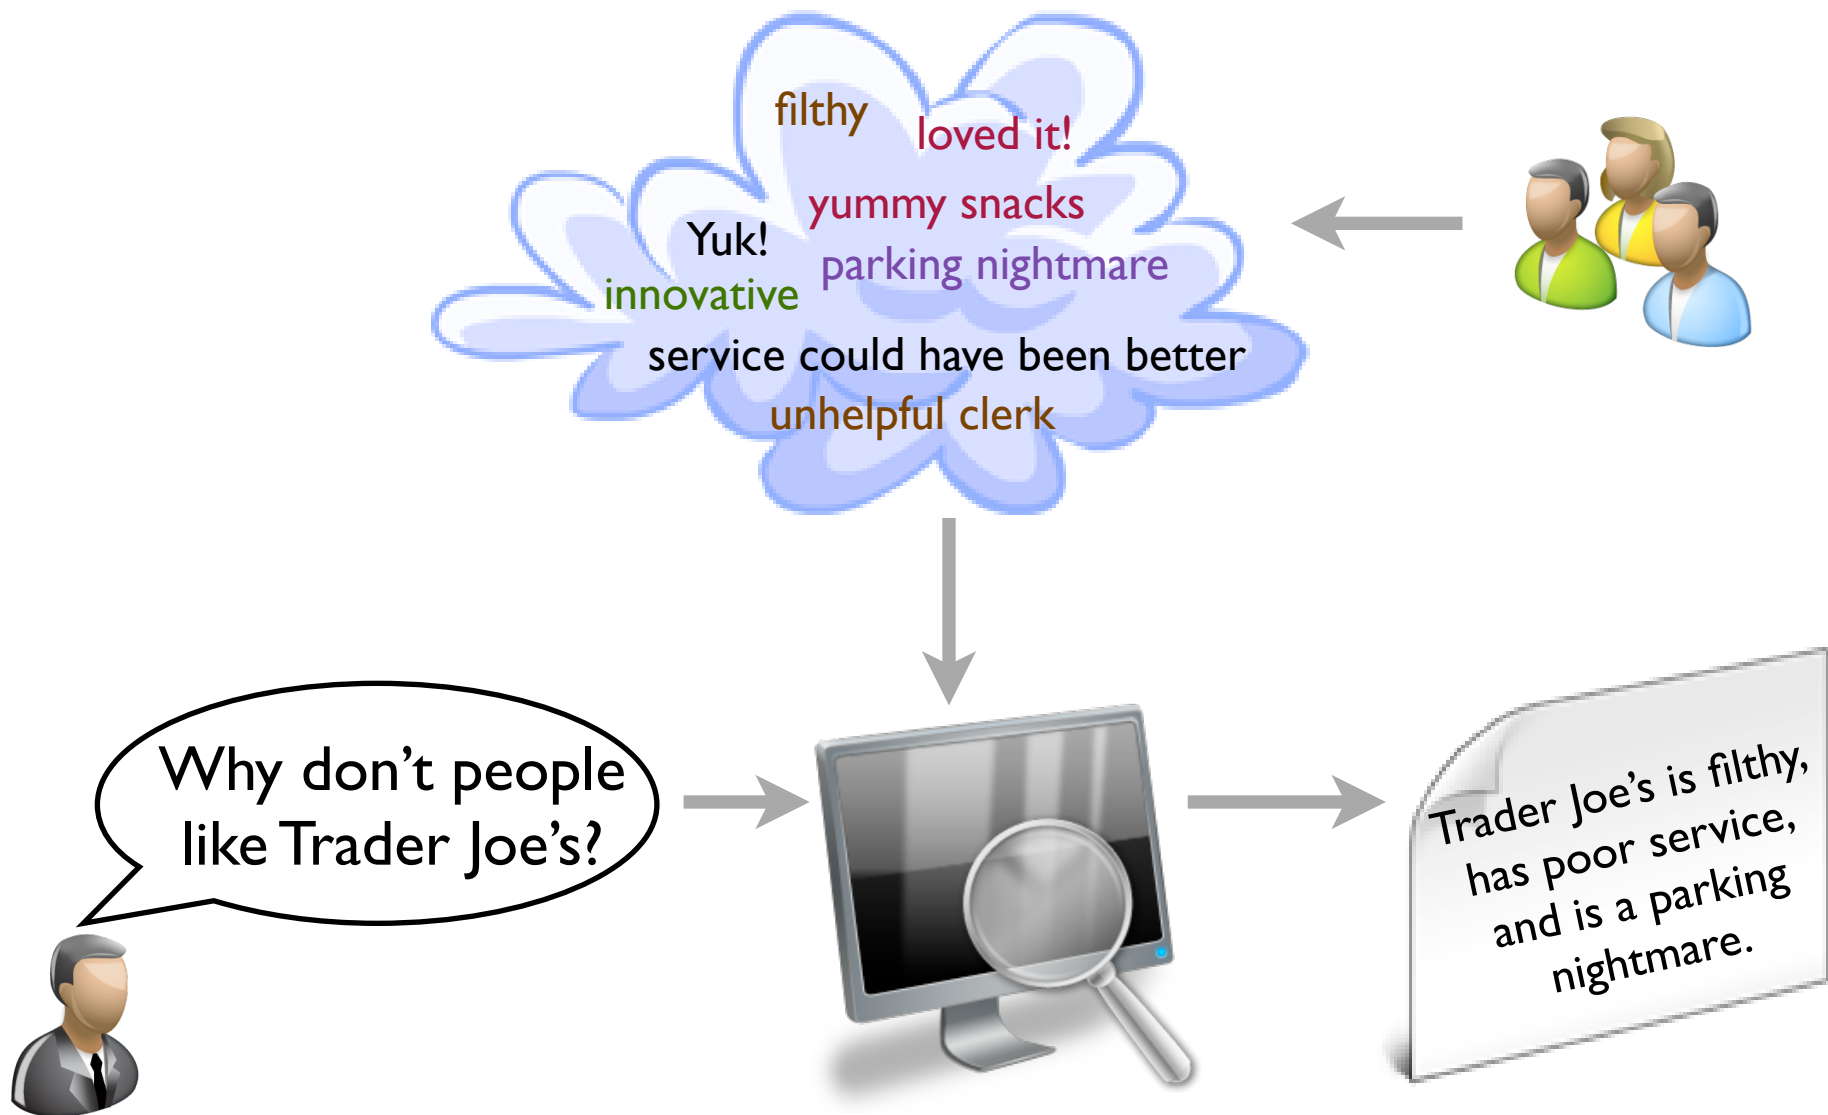 filthy
loved it!
yummy snacks
Yuk!
parking nightmare
innovative
service could have been better
unhelpful clerk
Why don't people
like Trader Joe's?
Trader Joe's is filthy,
has poor service,
and is a parking
nightmare.